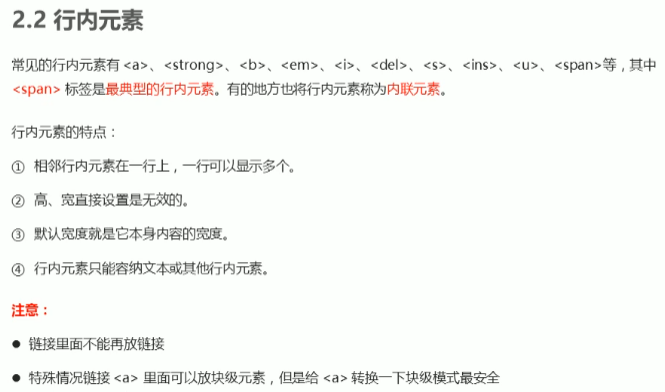 2.2 行内元素
常见的行内元素有 <a>、<strong>、<b>、<em>、<i>、<del>、<s>、<ins>、<u>、<span>等，其中
<span> 标签是最典型的行内元素。有的地方也将行内元素称为内联元素。
行内元素的特点：
① 相邻行内元素在一行上，一行可以显示多个。
② 高、宽直接设置是无效的。
③ 默认宽度就是它本身内容的宽度。
④ 行内元素只能容纳文本或其他行内元素。
注意：
● 链接里面不能再放链接
● 特殊情况链接 <a> 里面可以放块级元素，但是给 <a> 转换一下块级模式最安全